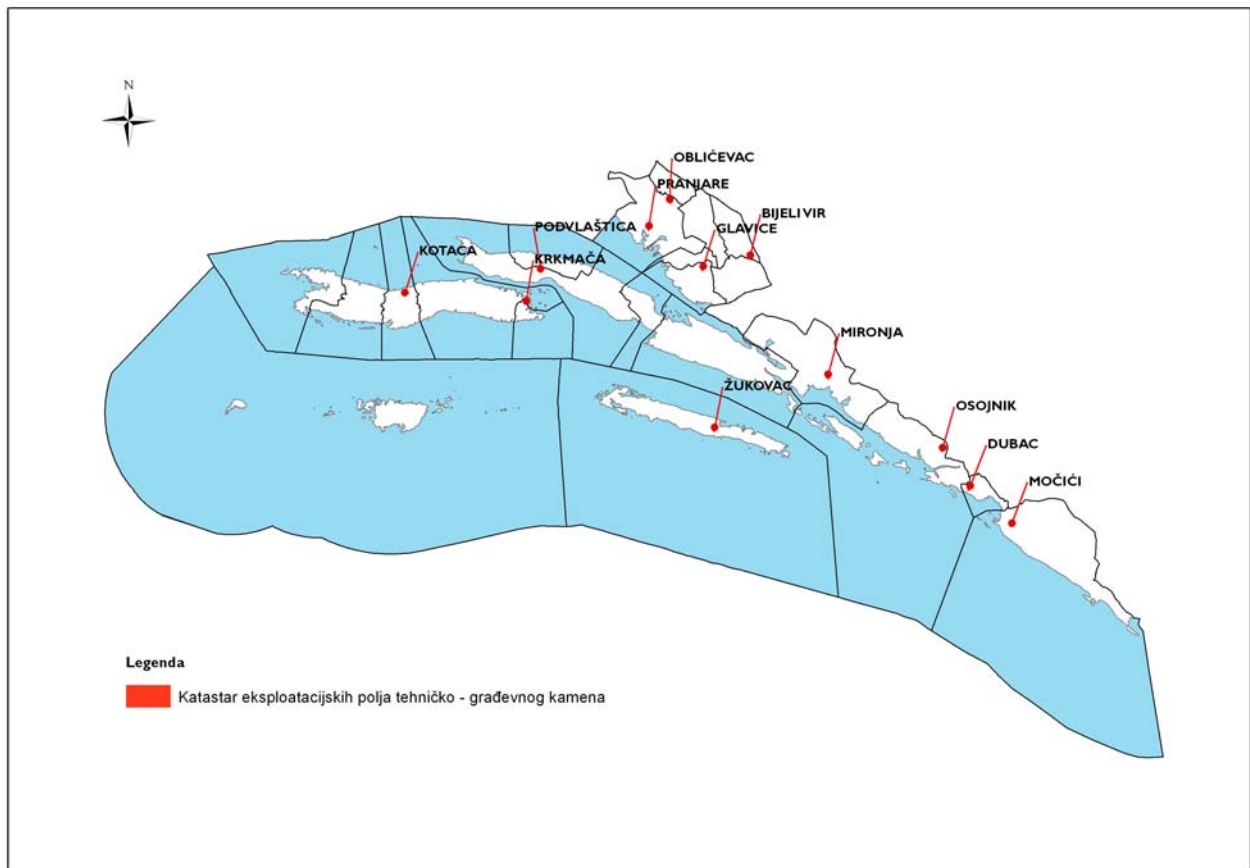 N
OBLIĆEVAC
PRANJARE
BIJELI VIR
PODVLAŠTICA
GLAVICE
KOTACA
KRKMAČA
MIRONJA
ŽUKOVAC
OSOJNIK
DUBAC
MOČIĆI
Legenda
Katastar eksploatacijskih polja tehničko - građevnog kamena